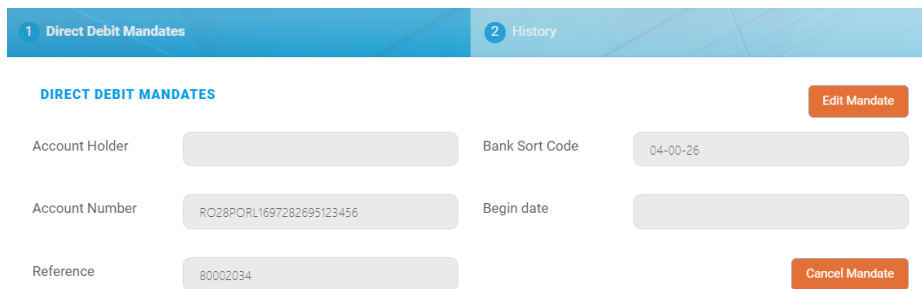 1 Direct Debit Mandates
2 History
DIRECT DEBIT MANDATES
Edit Mandate
Account Holder
Bank Sort Code 04-00-26
Account Number RO28PORL1697282695123456
Begin date
Reference 80002034
Cancel Mandate